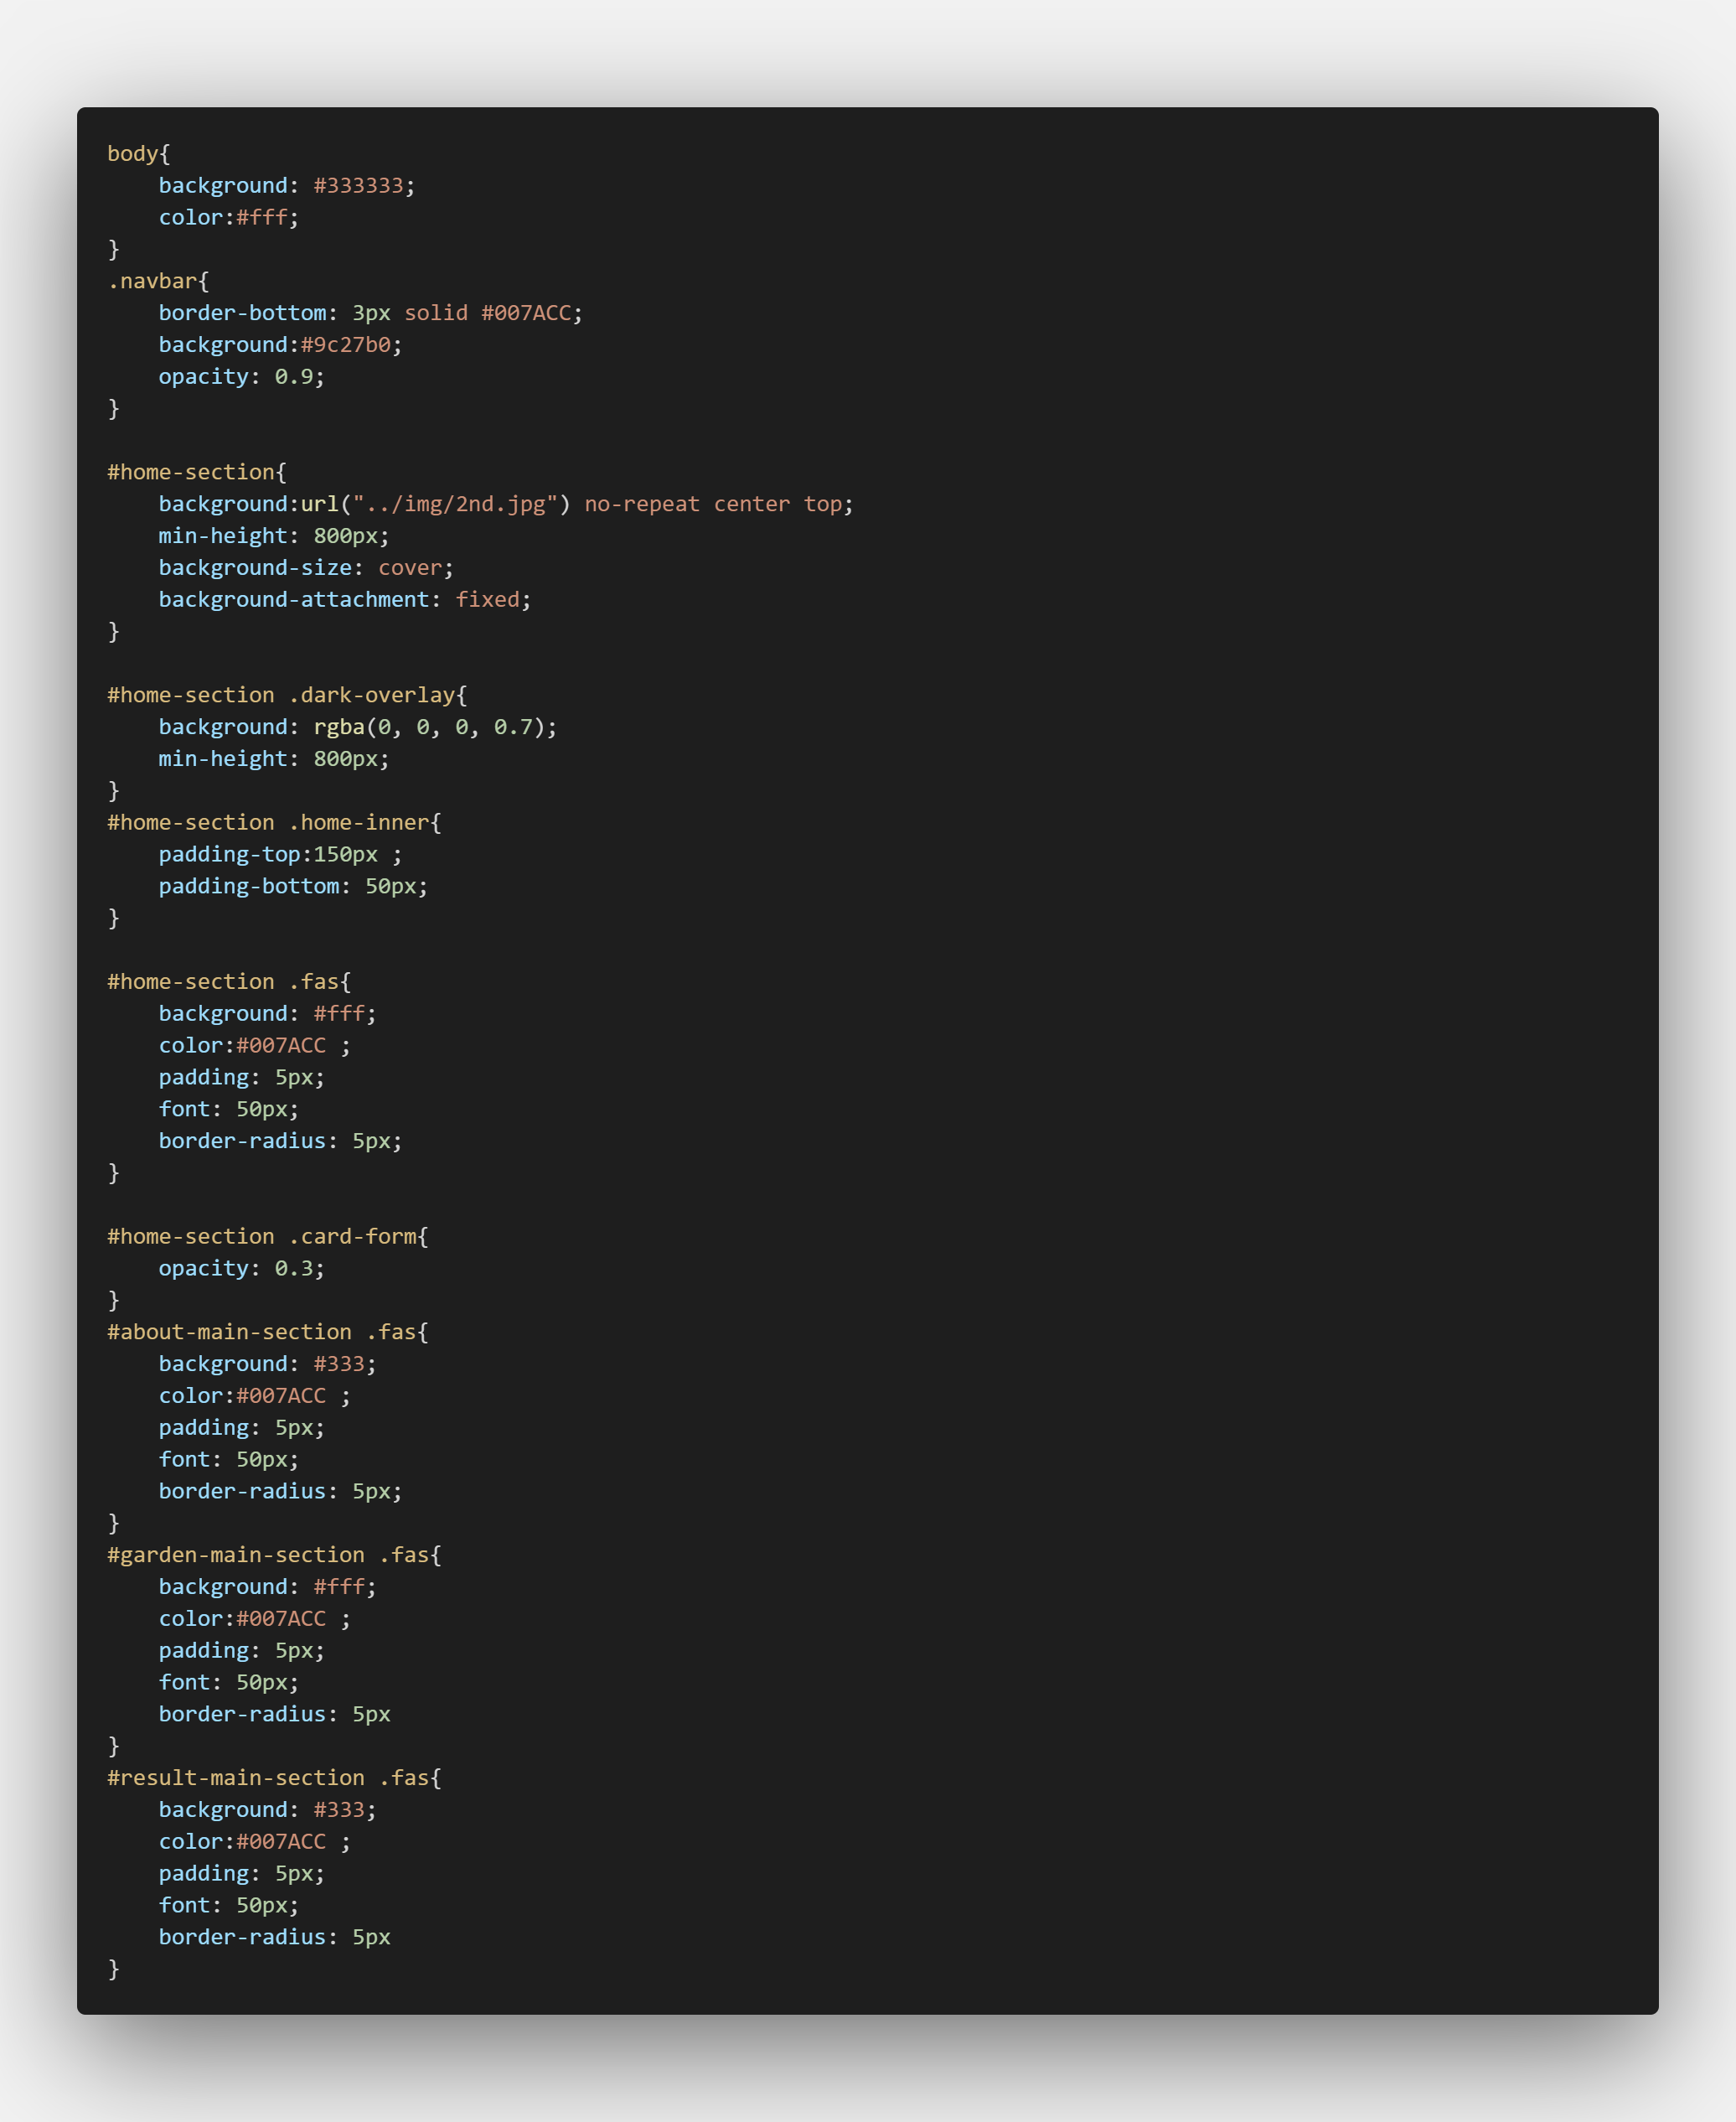 body{
    background: #333333;
    color:#fff;
}
.navbar{
    border-bottom: 3px solid #007ACC;
    background:#9c27b0;
    opacity: 0.9;
}

#home-section{
    background:url("../img/2nd.jpg") no-repeat center top;
    min-height: 800px;
    background-size: cover;
    background-attachment: fixed;
}

#home-section .dark-overlay{
    background: rgba(0, 0, 0, 0.7);
    min-height: 800px;
}
#home-section .home-inner{
    padding-top:150px ;
    padding-bottom: 50px;
}

#home-section .fas{
    background: #fff;
    color:#007ACC ;
    padding: 5px;
    font: 50px;
    border-radius: 5px;
}

#home-section .card-form{
    opacity: 0.3;
}
#about-main-section .fas{
    background: #333;
    color:#007ACC ;
    padding: 5px;
    font: 50px;
    border-radius: 5px;
}
#garden-main-section .fas{
    background: #fff;
    color:#007ACC ;
    padding: 5px;
    font: 50px;
    border-radius: 5px
}
#result-main-section .fas{
    background: #333;
    color:#007ACC ;
    padding: 5px;
    font: 50px;
    border-radius: 5px
}